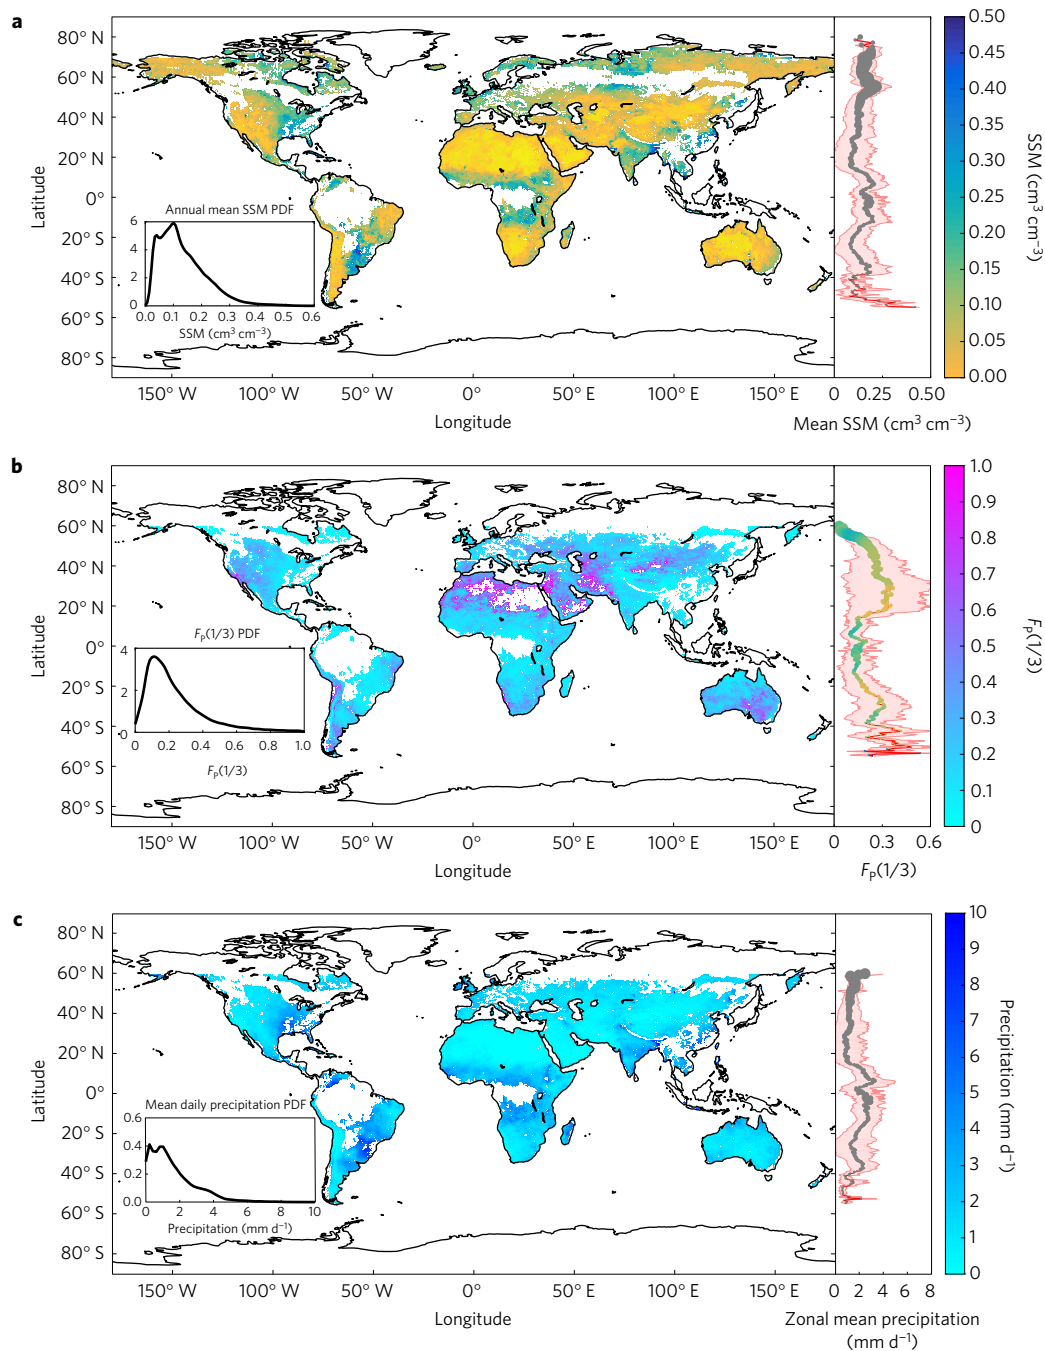 a
80° N
60° N
40° N
20° N
0°
20° S
40° S
60° S
80° S
Latitude
Annual mean SSM PDF
6
4
2
0
0.0 0.1 0.2 0.3 0.4 0.5 0.6
SSM (cm³ cm⁻³)
150° W 100° W 50° W 0° 50° E 100° E 150° E
Longitude
0 0.25 0.50
Mean SSM (cm³ cm⁻³)
0.50
0.45
0.40
0.35
0.30
0.25
0.20
0.15
0.10
0.05
0.00
SSM (cm³ cm⁻³)
b
80° N
60° N
40° N
20° N
0°
20° S
40° S
60° S
80° S
Latitude
Fₚ(1/3) PDF
4
2
0
0 0.2 0.4 0.6 0.8 1.0
Fₚ(1/3)
150° W 100° W 50° W 0° 50° E 100° E 150° E
Longitude
0 0.3 0.6
Fₚ(1/3)
1.0
0.9
0.8
0.7
0.6
0.5
0.4
0.3
0.2
0.1
0
Fₚ(1/3)
c
80° N
60° N
40° N
20° N
0°
20° S
40° S
60° S
80° S
Latitude
Mean daily precipitation PDF
0.6
0.4
0.2
0.0
0 2 4 6 8 10
Precipitation (mm d⁻¹)
150° W 100° W 50° W 0° 50° E 100° E 150° E
Longitude
0 2 4 6 8
Zonal mean precipitation
(mm d⁻¹)
10
9
8
7
6
5
4
3
2
1
0
Precipitation (mm d⁻¹)